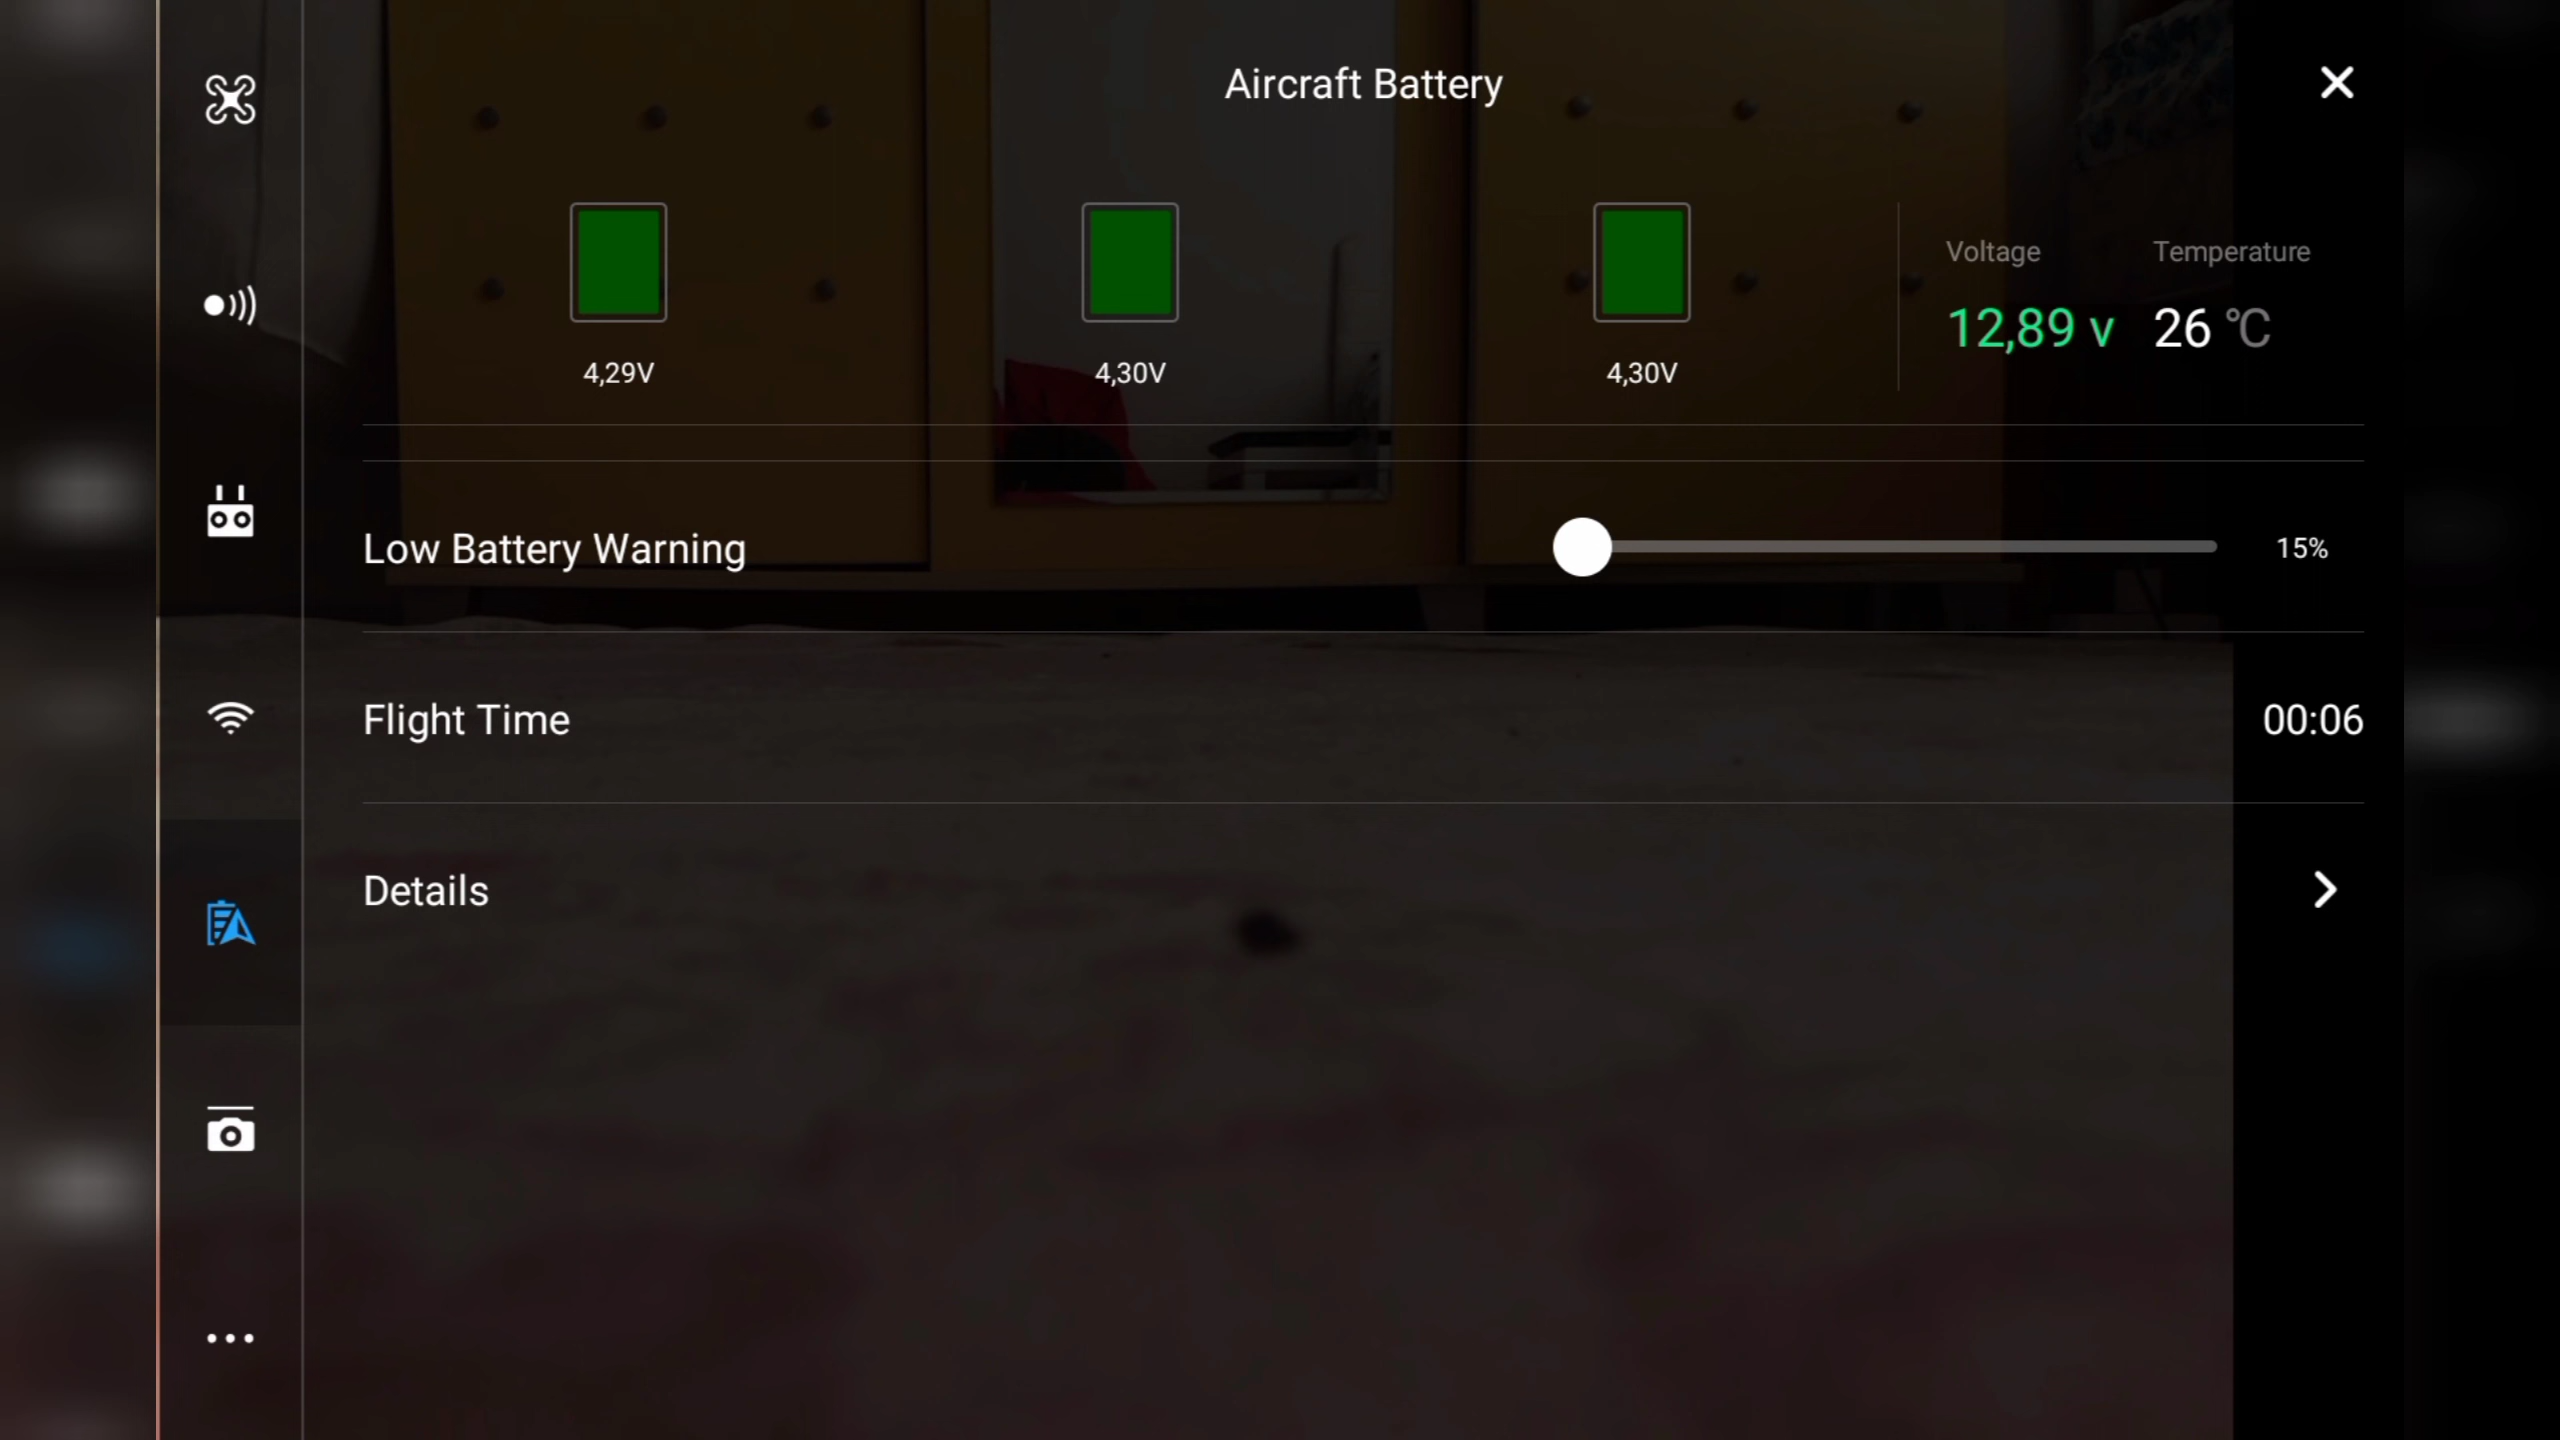 Aircraft Battery
Voltage Temperature
12,89 v 26 °C
4,29V 4,30V 4,30V
Low Battery Warning 15%
Flight Time 00:06
Details